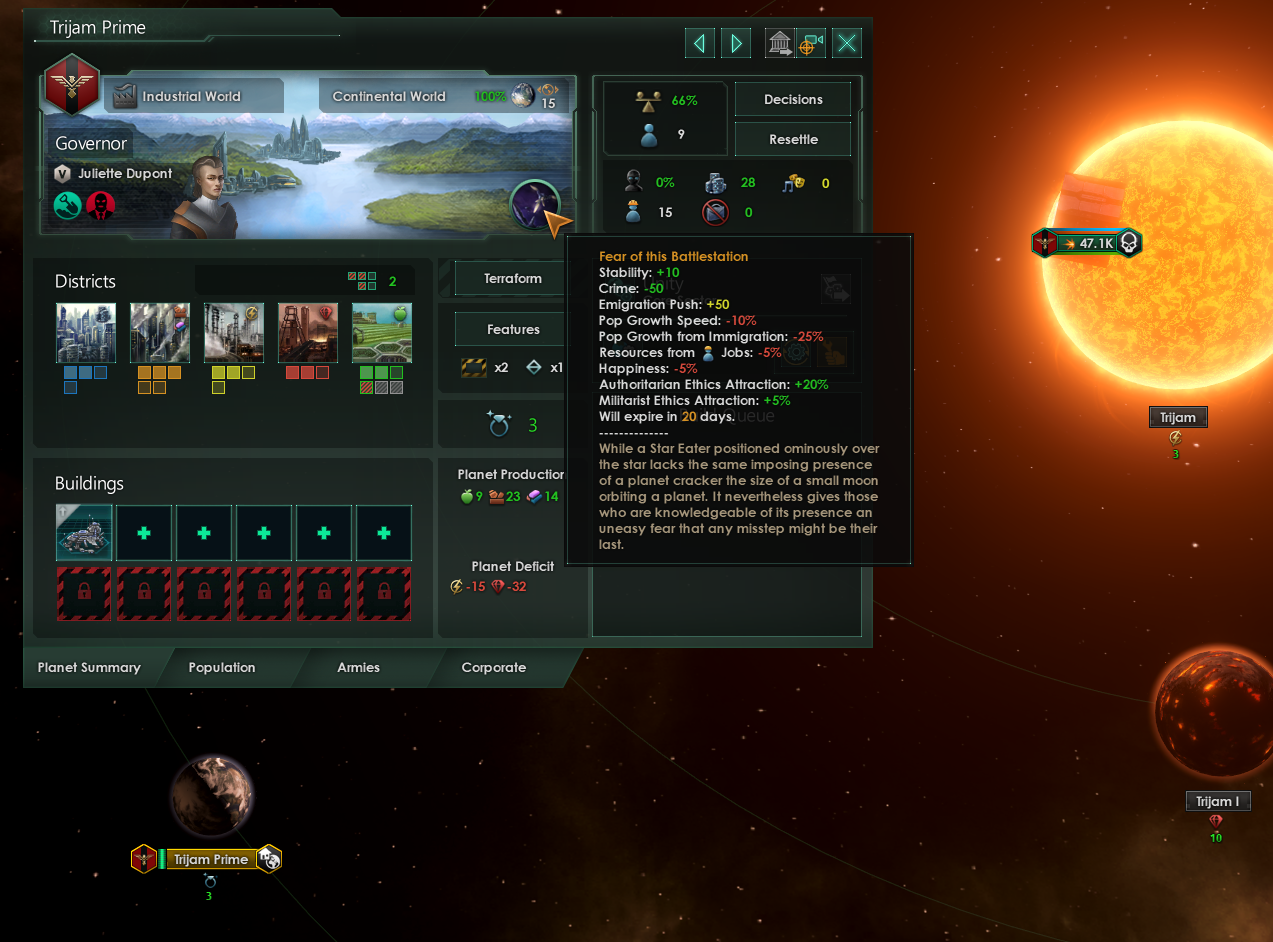 Trijam Prime
Industrial World
Continental World
100%
15
Governor
V Juliette Dupont
66%
9
Decisions
Resettle
0%
28
0
15
0
Districts
2
Terraform
Features
x2
x1
3
Fear of this Battlestation
Stability: +10
Crime: -50
Emigration Push: +50
Pop Growth Speed: -10%
Pop Growth from Immigration: -25%
Resources from Jobs: -5%
Happiness: -5%
Authoritarian Ethics Attraction: +20%
Militarist Ethics Attraction: +5%
Will expire in 20 days.
--------------
While a Star Eater positioned ominously over
the star lacks the same imposing presence
of a planet cracker the size of a small moon
orbiting a planet. It nevertheless gives those
who are knowledgeable of its presence an
uneasy fear that any misstep might be their
last.
Queue
Buildings
Planet Production
9
23
14
Planet Deficit
-15
-32
Planet Summary
Population
Armies
Corporate
47.1K
Trijam
3
Trijam I
10
Trijam Prime
3